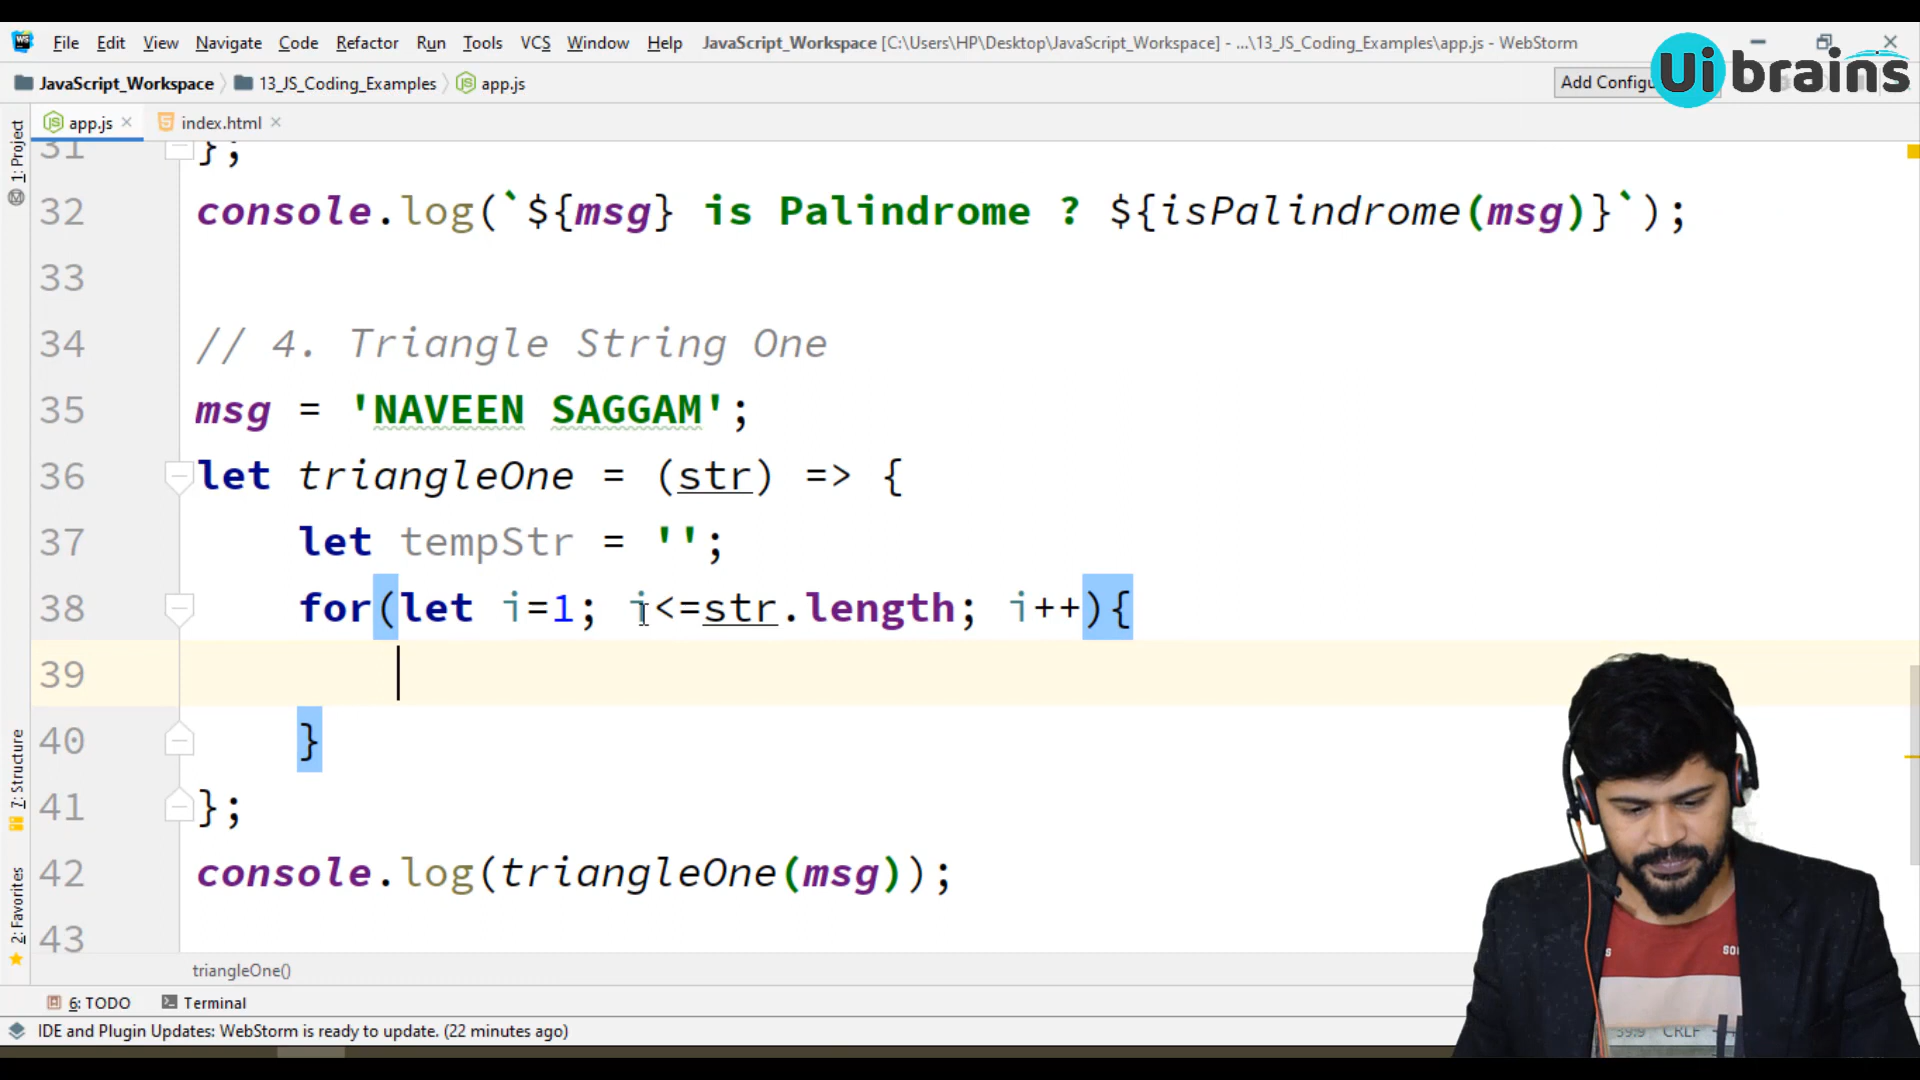 File Edit View Navigate Code Refactor Run Tools VCS Window Help JavaScript_Workspace [C:\Users\HP\Desktop\JavaScript_Workspace] - ...\13_JS_Coding_Examples\app.js - WebStorm
JavaScript_Workspace 13_JS_Coding_Examples app.js Add Configu
Ui brains
app.js index.html
1: Project
7: Structure
2: Favorites
31 };
32 console.log(`${msg} is Palindrome ? ${isPalindrome(msg)}`);
33
34 // 4. Triangle String One
35 msg = 'NAVEEN SAGGAM';
36 let triangleOne = (str) => {
37 let tempStr = '';
38 for(let i=1; i<=str.length; i++){
39
40 }
41 };
42 console.log(triangleOne(msg));
43
triangleOne()
6: TODO Terminal
IDE and Plugin Updates: WebStorm is ready to update. (22 minutes ago)
39:9 CRLF